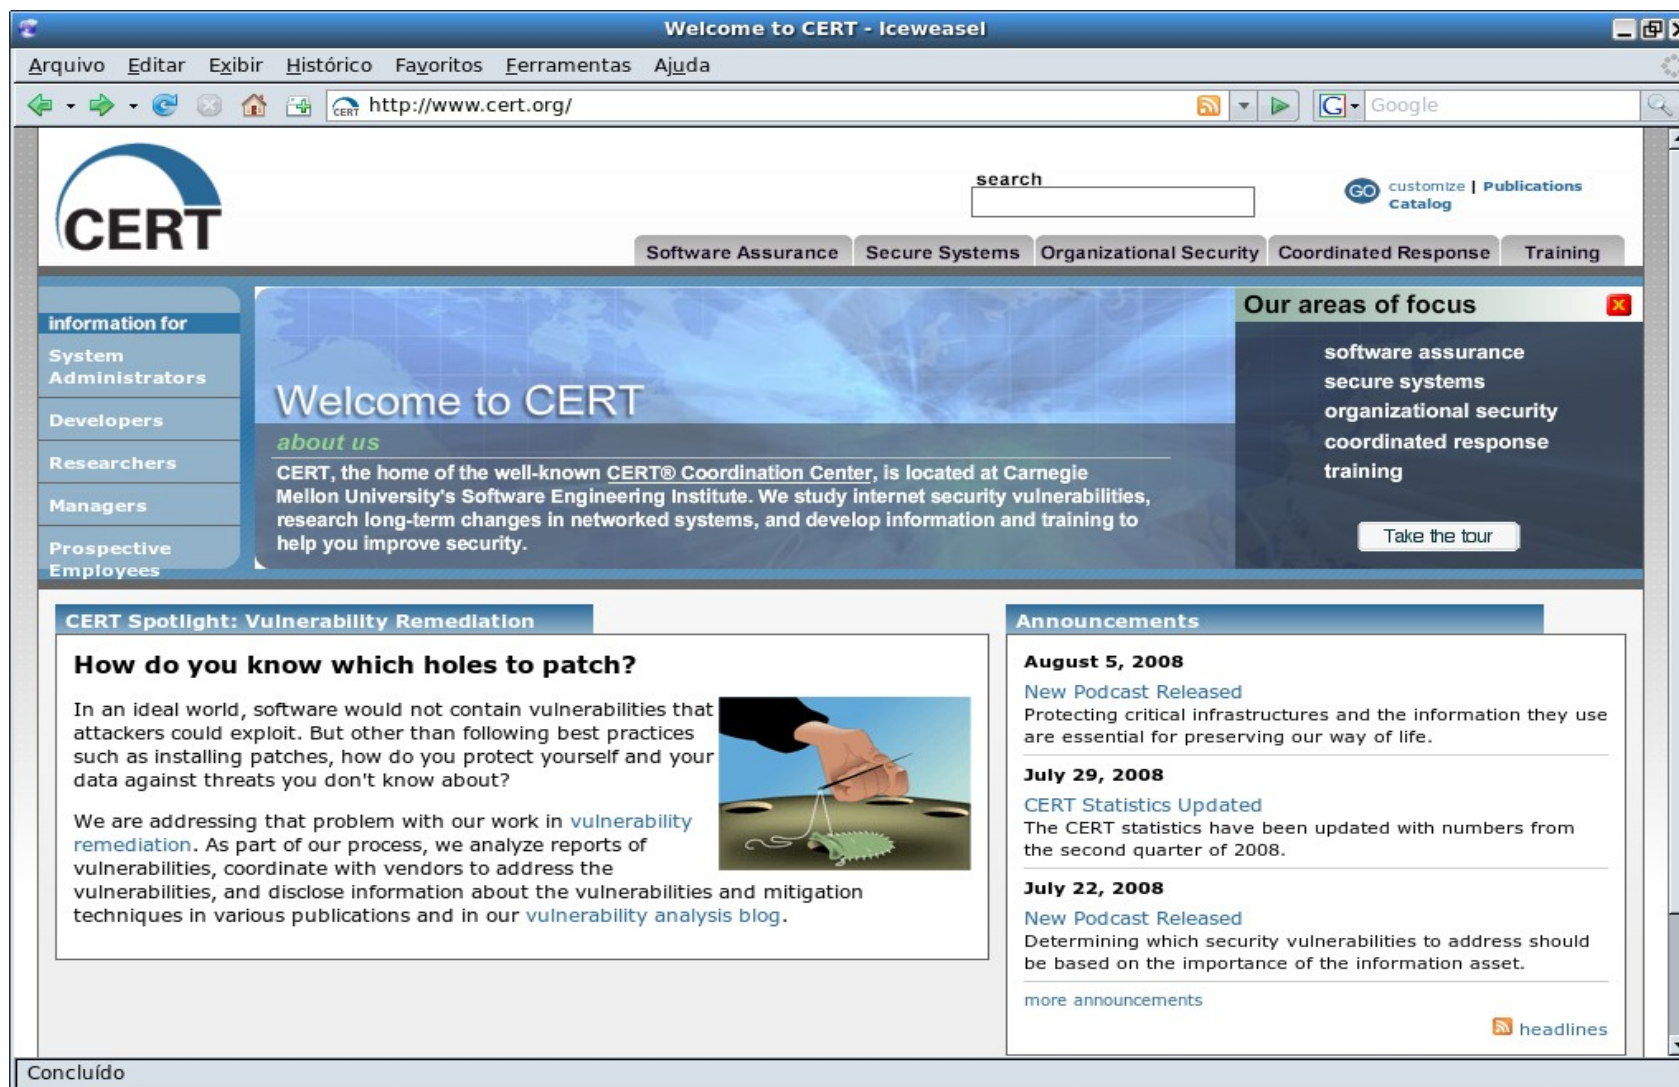 Welcome to CERT - Iceweasel
Arquivo Editar Exibir Histórico Favoritos Ferramentas Ajuda
CERT http://www.cert.org/ G Google
CERT
search
GO customize | Publications
Catalog
Software Assurance Secure Systems Organizational Security Coordinated Response Training
information for
System
Administrators
Developers
Researchers
Managers
Prospective
Employees
Welcome to CERT
about us
CERT, the home of the well-known CERT® Coordination Center, is located at Carnegie
Mellon University's Software Engineering Institute. We study internet security vulnerabilities,
research long-term changes in networked systems, and develop information and training to
help you improve security.
Our areas of focus
software assurance
secure systems
organizational security
coordinated response
training
Take the tour
CERT Spotlight: Vulnerability Remediation
How do you know which holes to patch?
In an ideal world, software would not contain vulnerabilities that
attackers could exploit. But other than following best practices
such as installing patches, how do you protect yourself and your
data against threats you don't know about?
We are addressing that problem with our work in vulnerability
remediation. As part of our process, we analyze reports of
vulnerabilities, coordinate with vendors to address the
vulnerabilities, and disclose information about the vulnerabilities and mitigation
techniques in various publications and in our vulnerability analysis blog.
Announcements
August 5, 2008
New Podcast Released
Protecting critical infrastructures and the information they use
are essential for preserving our way of life.
July 29, 2008
CERT Statistics Updated
The CERT statistics have been updated with numbers from
the second quarter of 2008.
July 22, 2008
New Podcast Released
Determining which security vulnerabilities to address should
be based on the importance of the information asset.
more announcements
headlines
Concluído